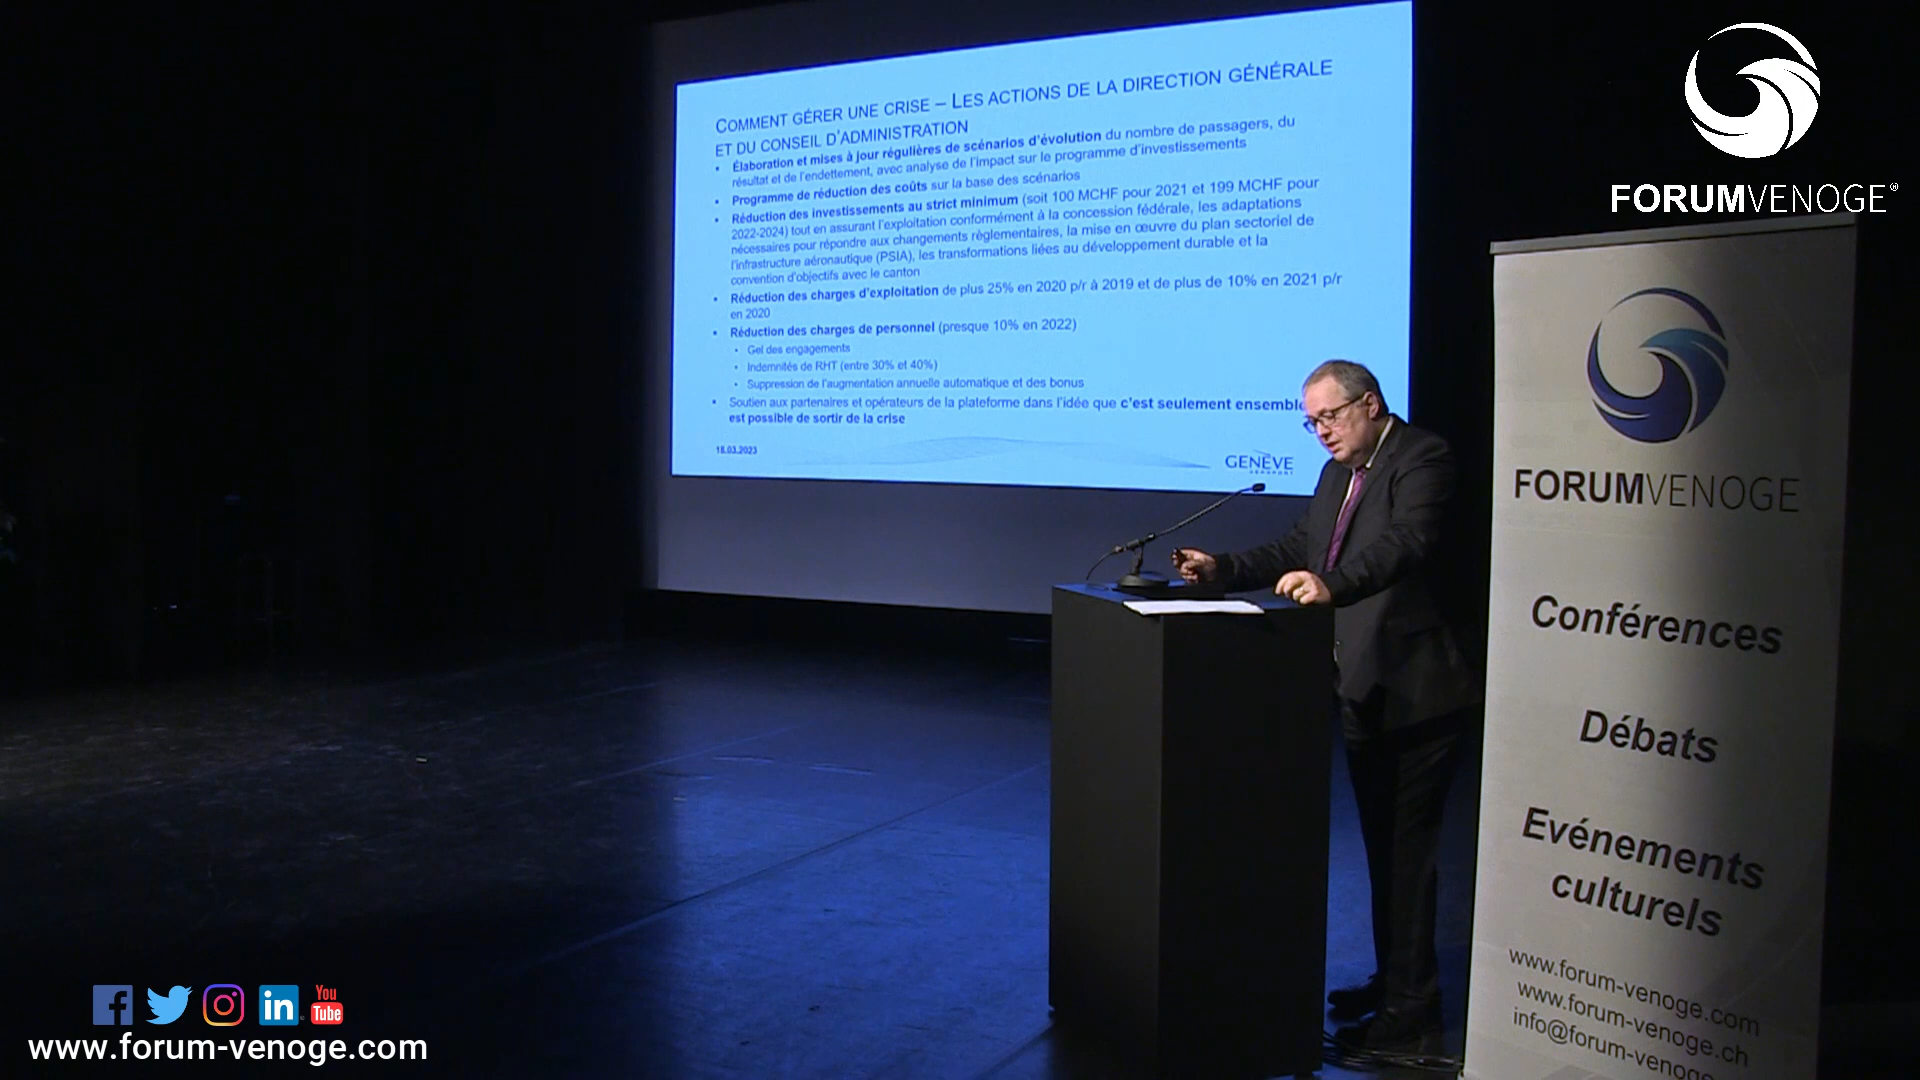 COMMENT GÉRER UNE CRISE – LES ACTIONS DE LA DIRECTION GÉNÉRALE
ET DU CONSEIL D'ADMINISTRATION
• Élaboration et mises à jour régulières de scénarios d'évolution du nombre de passagers, du
résultat et de l'endettement, avec analyse de l'impact sur le programme d'investissements
• Programme de réduction des coûts sur la base des scénarios
• Réduction des investissements au strict minimum (soit 100 MCHF pour 2021 et 199 MCHF pour
2022-2024) tout en assurant l'exploitation conformément à la concession fédérale, les adaptations
nécessaires pour répondre aux changements règlementaires, la mise en œuvre du plan sectoriel de
l'infrastructure aéronautique (PSIA), les transformations liées au développement durable et la
convention d'objectifs avec le canton
• Réduction des charges d'exploitation de plus 25% en 2020 p/r à 2019 et de plus de 10% en 2021 p/r
en 2020
• Réduction des charges de personnel (presque 10% en 2022)
• Gel des engagements
• Indemnités de RHT (entre 30% et 40%)
• Suppression de l'augmentation annuelle automatique et des bonus
• Soutien aux partenaires et opérateurs de la plateforme dans l'idée que c'est seulement ensemble
est possible de sortir de la crise
18.03.2023
GENÈVE
AÉROPORT
FORUMVENOGE®
FORUMVENOGE
Conférences
Débats
Evénements
culturels
www.forum-venoge.com
www.forum-venoge.ch
info@forum-venoge
You
Tube
in
www.forum-venoge.com